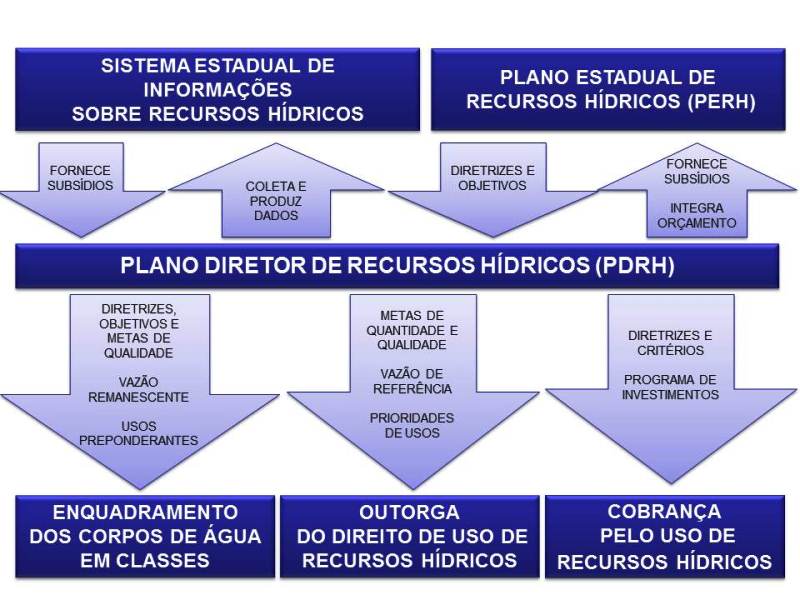 SISTEMA ESTADUAL DE
INFORMAÇÕES
SOBRE RECURSOS HÍDRICOS
PLANO ESTADUAL DE
RECURSOS HÍDRICOS (PERH)
FORNECE
SUBSÍDIOS
COLETA E
PRODUZ
DADOS
DIRETRIZES E
OBJETIVOS
FORNECE
SUBSÍDIOS
INTEGRA
ORÇAMENTO
PLANO DIRETOR DE RECURSOS HÍDRICOS (PDRH)
DIRETRIZES,
OBJETIVOS E
METAS DE
QUALIDADE
VAZÃO
REMANESCENTE
USOS
PREPONDERANTES
METAS DE
QUANTIDADE E
QUALIDADE
VAZÃO DE
REFERÊNCIA
PRIORIDADES
DE USOS
DIRETRIZES E
CRITÉRIOS
PROGRAMA DE
INVESTIMENTOS
ENQUADRAMENTO
DOS CORPOS DE ÁGUA
EM CLASSES
OUTORGA
DO DIREITO DE USO DE
RECURSOS HÍDRICOS
COBRANÇA
PELO USO DE
RECURSOS HÍDRICOS